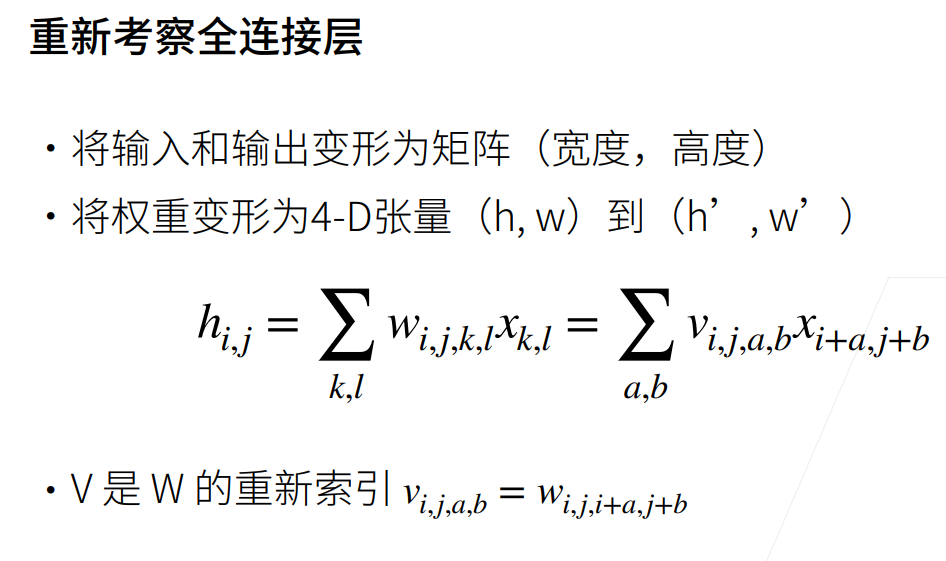 重新考察全连接层
• 将输入和输出变形为矩阵（宽度，高度）
• 将权重变形为4-D张量（h, w）到（h’, w’）
h_{i,j} = \sum_{k,l} w_{i,j,k,l} x_{k,l} = \sum_{a,b} v_{i,j,a,b} x_{i+a,j+b}
• V 是 W 的重新索引 v_{i,j,a,b} = w_{i,j,i+a,j+b}